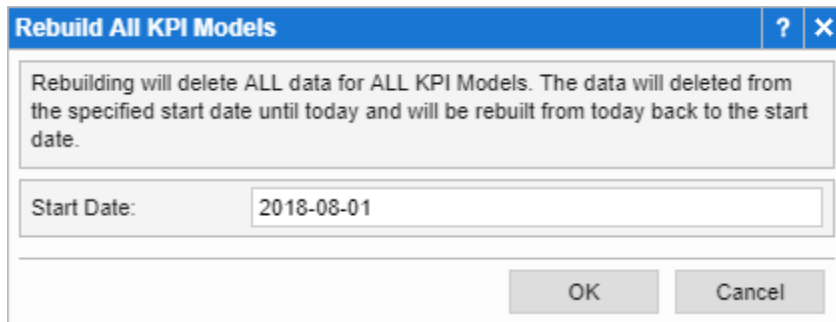 Rebuild All KPI Models ? ×
Rebuilding will delete ALL data for ALL KPI Models. The data will deleted from
the specified start date until today and will be rebuilt from today back to the start
date.
Start Date: 2018-08-01
OK Cancel